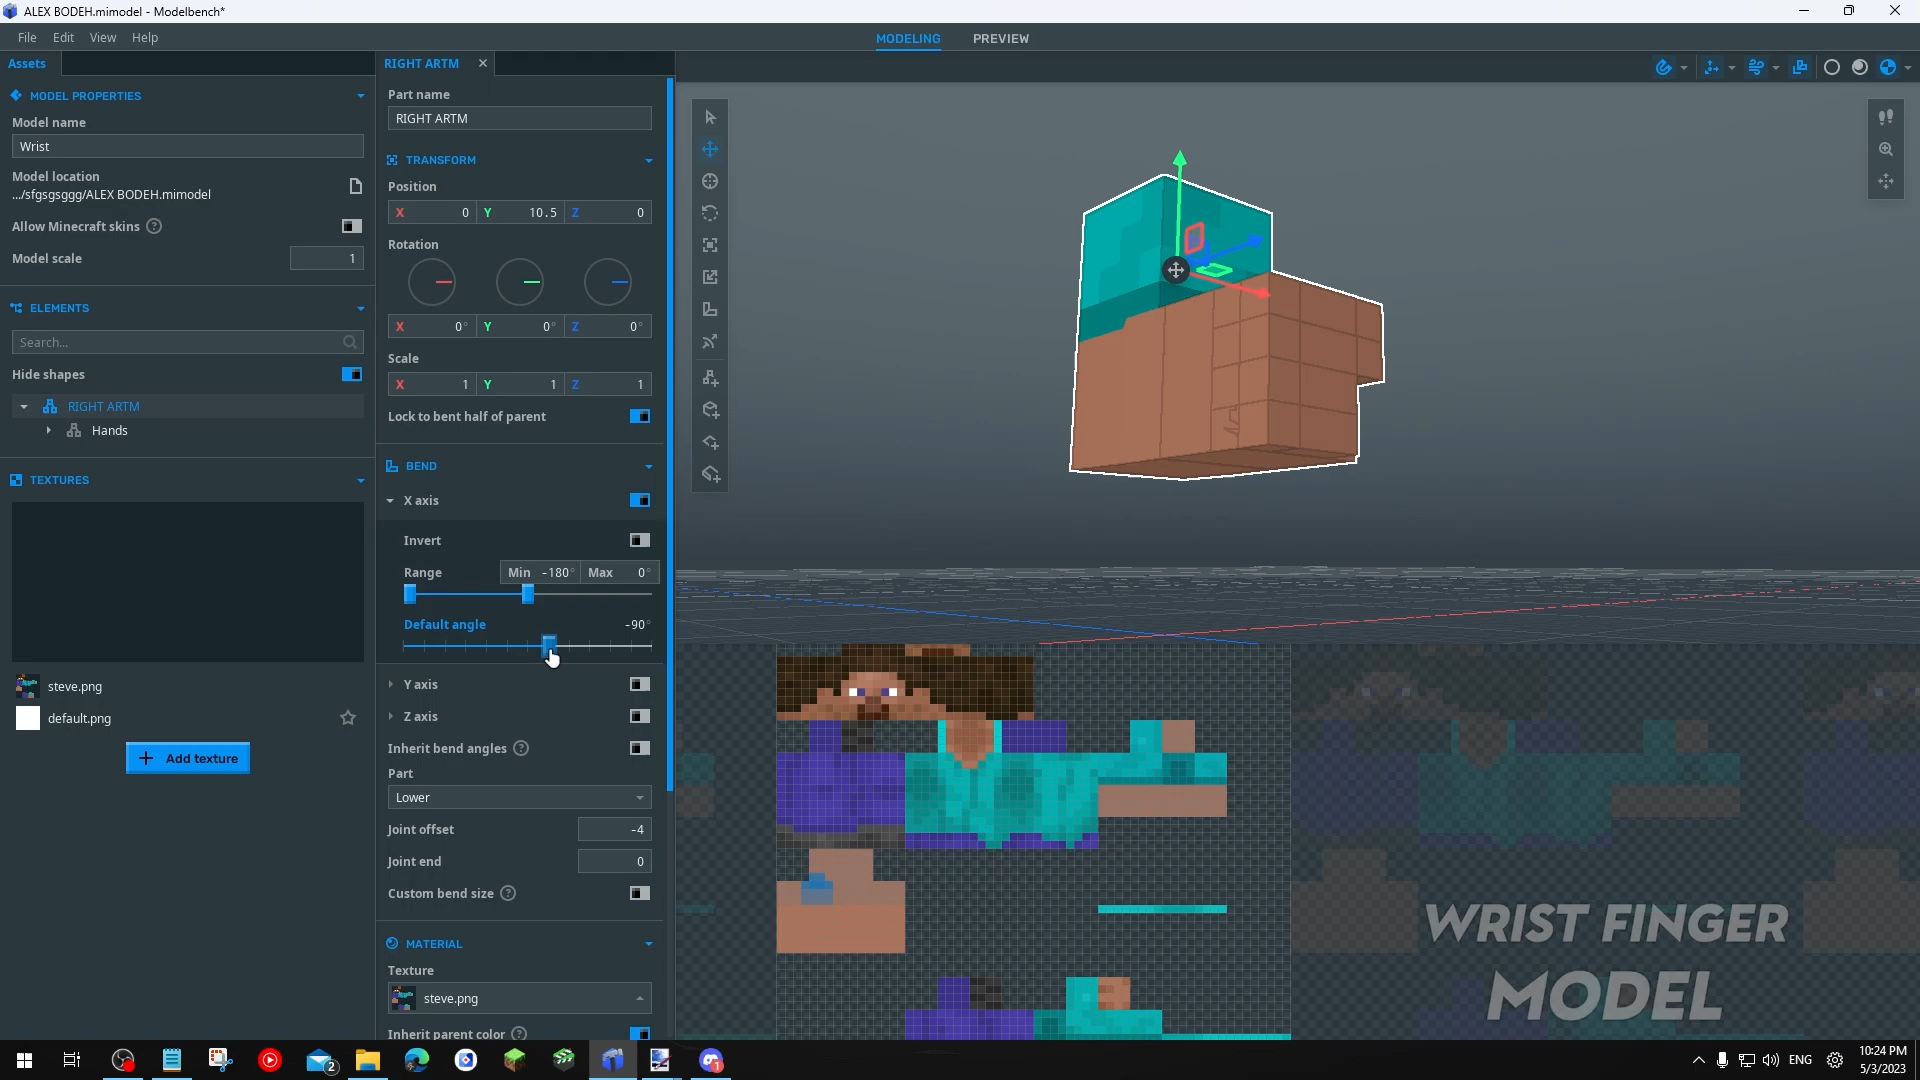 ALEX BODEH.mimodel - Modelbench*
File Edit View Help
MODELING PREVIEW
Assets
RIGHT ARTM
MODEL PROPERTIES
Model name
Wrist
Model location
.../sfgsgsggg/ALEX BODEH.mimodel
Allow Minecraft skins ?
Model scale 1
ELEMENTS
Search...
Hide shapes
RIGHT ARTM
Hands
TEXTURES
steve.png
default.png
+ Add texture
Part name
RIGHT ARTM
TRANSFORM
Position
X 0 Y 10.5 Z 0
Rotation
X 0° Y 0° Z 0°
Scale
X 1 Y 1 Z 1
Lock to bent half of parent
BEND
X axis
Invert
Range Min -180° Max 0°
Default angle -90°
Y axis
Z axis
Inherit bend angles ?
Part
Lower
Joint offset -4
Joint end 0
Custom bend size ?
MATERIAL
Texture
steve.png
Inherit parent color ?
WRIST FINGER
MODEL
2
1
ENG
10:24 PM
5/3/2023